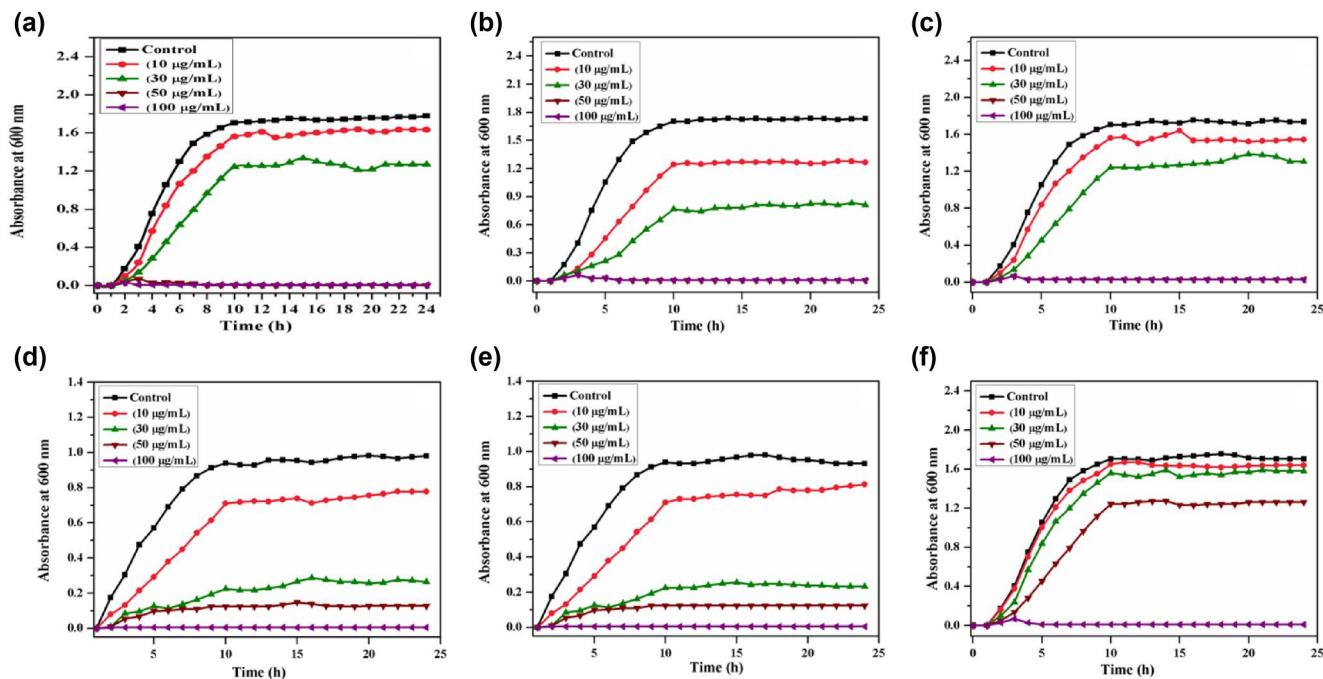 (a)
Absorbance at 600 nm
2.4
2.0
1.6
1.2
0.8
0.4
0.0
Control
(10 µg/mL)
(30 µg/mL)
(50 µg/mL)
(100 µg/mL)
0 2 4 6 8 10 12 14 16 18 20 22 24
Time (h)
(b)
Absorbance at 600 nm
2.4
2.1
1.8
1.5
1.2
0.9
0.6
0.3
0.0
Control
(10 µg/mL)
(30 µg/mL)
(50 µg/mL)
(100 µg/mL)
0 5 10 15 20 25
Time (h)
(c)
Absorbance at 600 nm
2.4
2.0
1.6
1.2
0.8
0.4
0.0
Control
(10 µg/mL)
(30 µg/mL)
(50 µg/mL)
(100 µg/mL)
0 5 10 15 20 25
Time (h)
(d)
Absorbance at 600 nm
1.4
1.2
1.0
0.8
0.6
0.4
0.2
0.0
Control
(10 µg/mL)
(30 µg/mL)
(50 µg/mL)
(100 µg/mL)
5 10 15 20 25
Time (h)
(e)
Absorbance at 600 nm
1.4
1.2
1.0
0.8
0.6
0.4
0.2
0.0
Control
(10 µg/mL)
(30 µg/mL)
(50 µg/mL)
(100 µg/mL)
5 10 15 20 25
Time (h)
(f)
Absorbance at 600 nm
2.4
2.0
1.6
1.2
0.8
0.4
0.0
Control
(10 µg/mL)
(30 µg/mL)
(50 µg/mL)
(100 µg/mL)
0 5 10 15 20 25
Time (h)